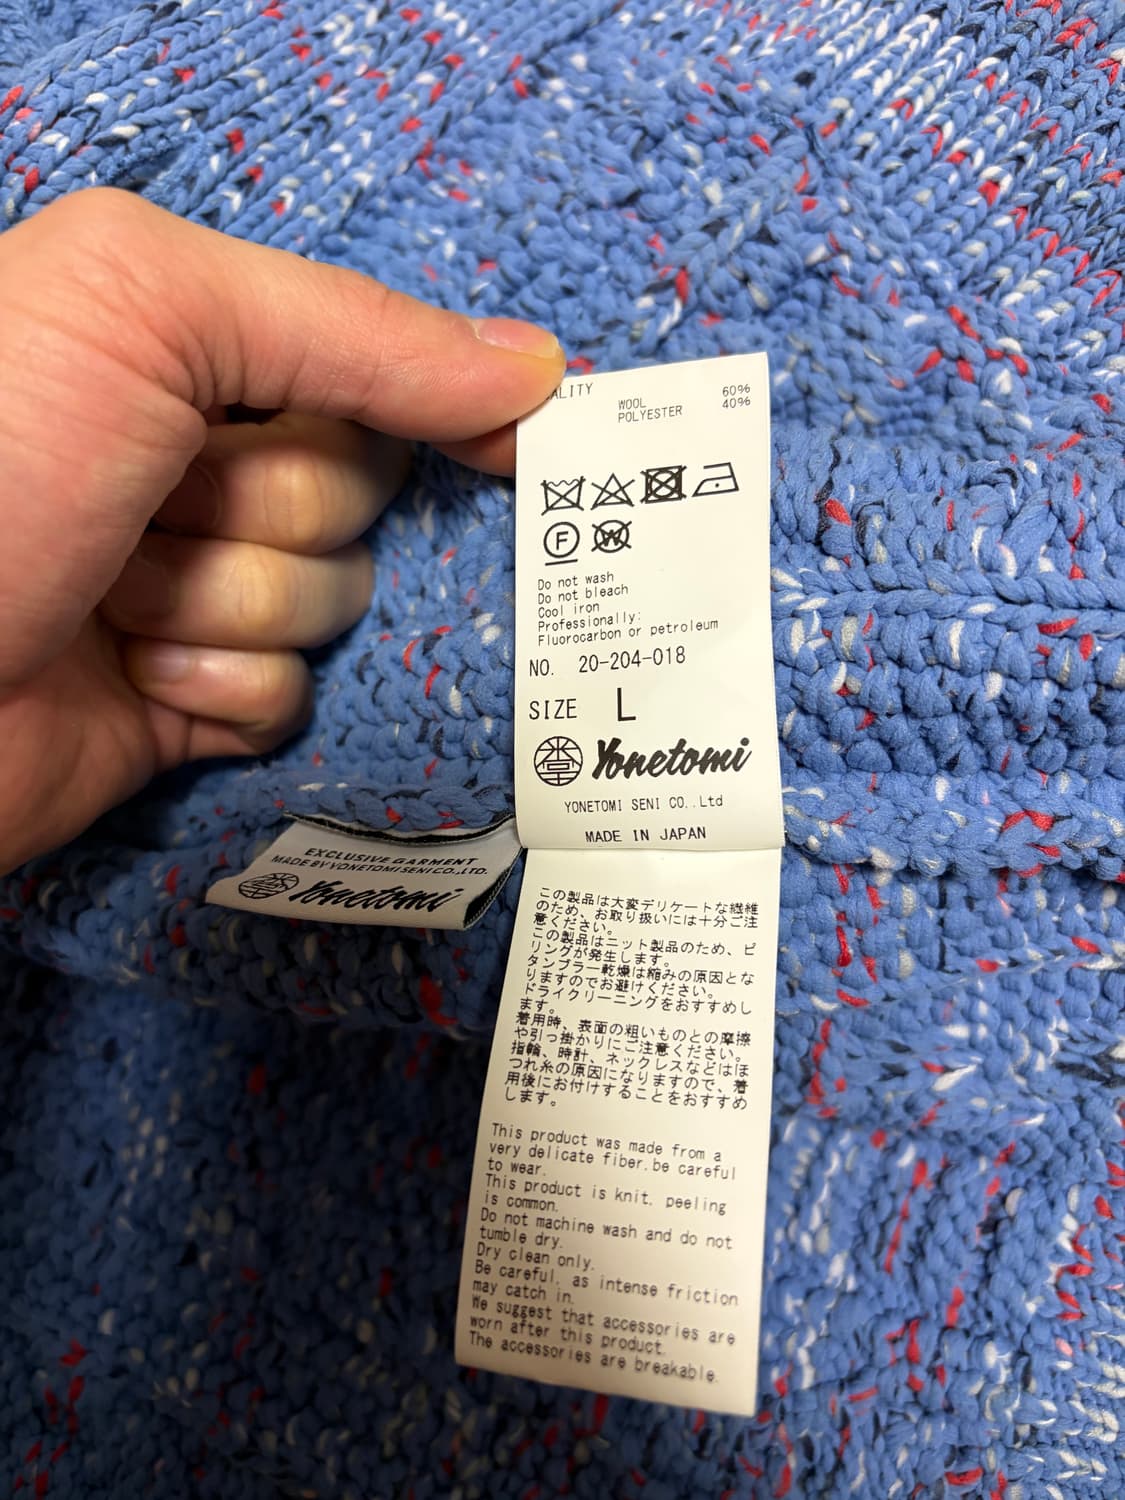 WOOL 60%
POLYESTER 40%
F W
Do not wash
Do not bleach
Cool iron
Professionally:
Fluorocarbon or petroleum
NO. 20-204-018
SIZE L
Yonetomi
YONETOMI SENI CO.,Ltd
MADE IN JAPAN
EXCLUSIVE GARMENT
MADE BY YONETOMI SENI CO., LTD.
Yonetomi
この製品は大変デリケートな繊維
のため、お取り扱いには十分ご注
意ください。
この製品はニット製品のため、ピ
リングが発生します。
タンブラー乾燥は縮みの原因とな
りますのでお避けください。
ドライクリーニングをおすすめし
ます。
着用時、表面の粗いものとの摩擦
や引っ掛かりにご注意ください。
指輪、時計、ネックレスなどはほ
つれ糸の原因になりますので、着
用後にお付けすることをおすすめ
します。
This product was made from a
very delicate fiber.be careful
to wear.
This product is knit. peeling
is common.
Do not machine wash and do not
tumble dry.
Dry clean only.
Be careful, as intense friction
may catch in.
We suggest that accessories are
worn after this product.
The accessories are breakable.